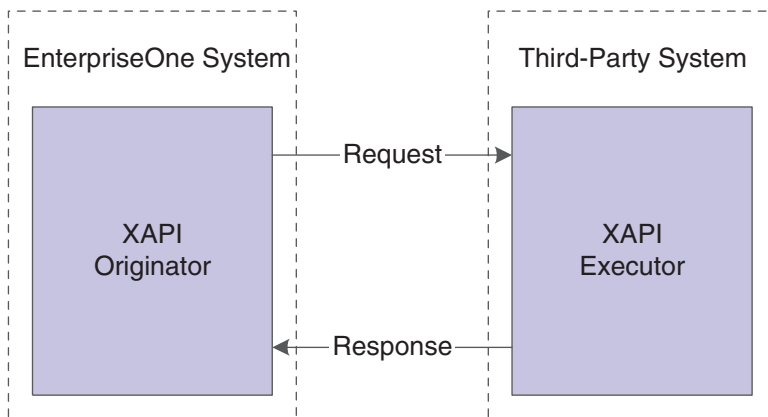 EnterpriseOne System
Third-Party System
Request
XAPI
Originator
XAPI
Executor
Response